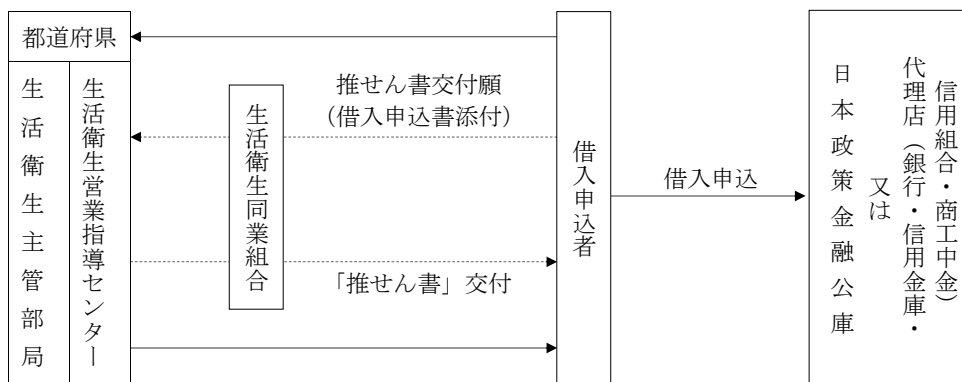 都道府県
生活衛生主管部局
生活衛生営業指導センター
生活衛生同業組合
推せん書交付願
（借入申込書添付）
「推せん書」交付
借入申込者
借入申込
日本政策金融公庫
又は
代理店（銀行・信用金庫・
信用組合・商工中金）